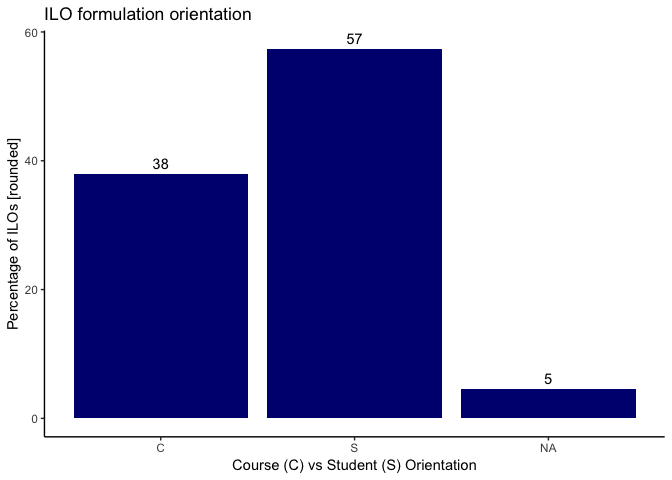 ILO formulation orientation
60
57
40
38
20
5
0
Percentage of ILOs [rounded]
C
S
NA
Course (C) vs Student (S) Orientation